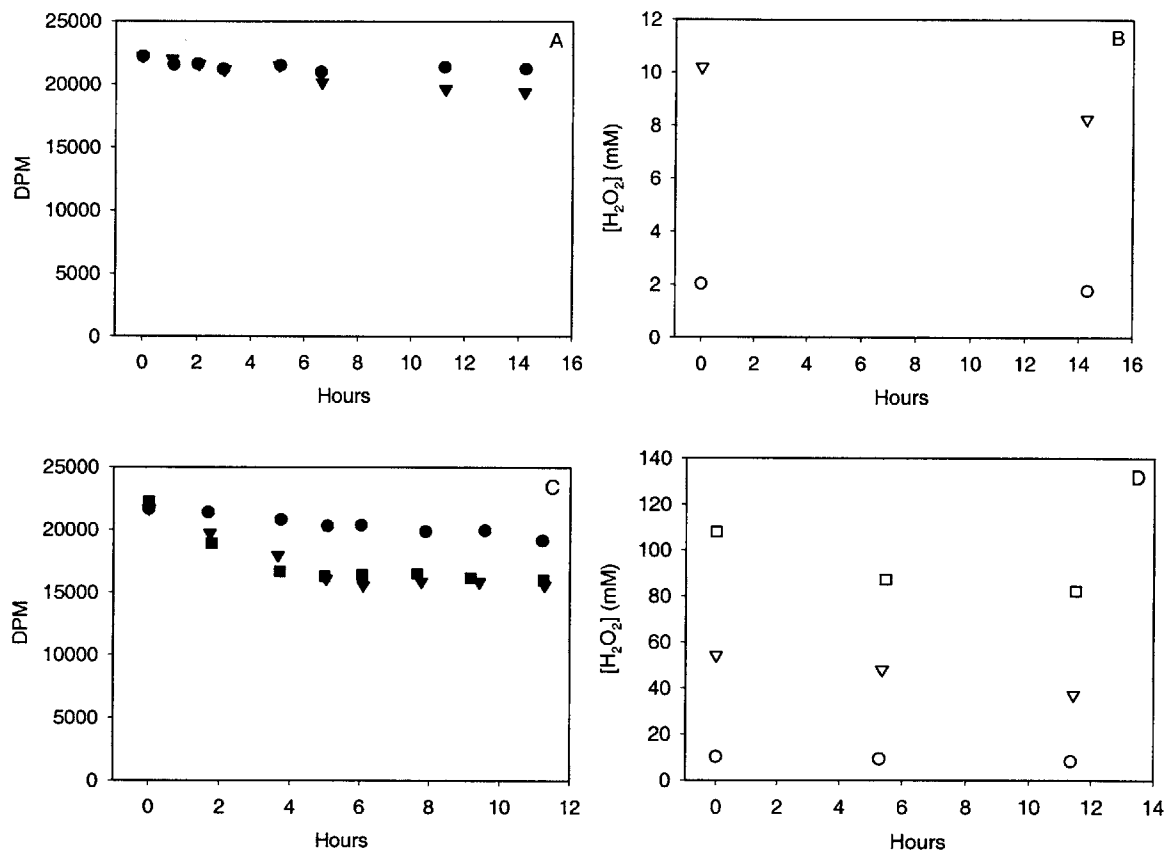 A
25000
20000
15000
10000
5000
0
DPM
0 2 4 6 8 10 12 14 16
Hours
B
12
10
8
6
4
2
0
[H₂O₂] (mM)
0 2 4 6 8 10 12 14 16
Hours
C
25000
20000
15000
10000
5000
0
DPM
0 2 4 6 8 10 12
Hours
D
140
120
100
80
60
40
20
0
[H₂O₂] (mM)
0 2 4 6 8 10 12 14
Hours